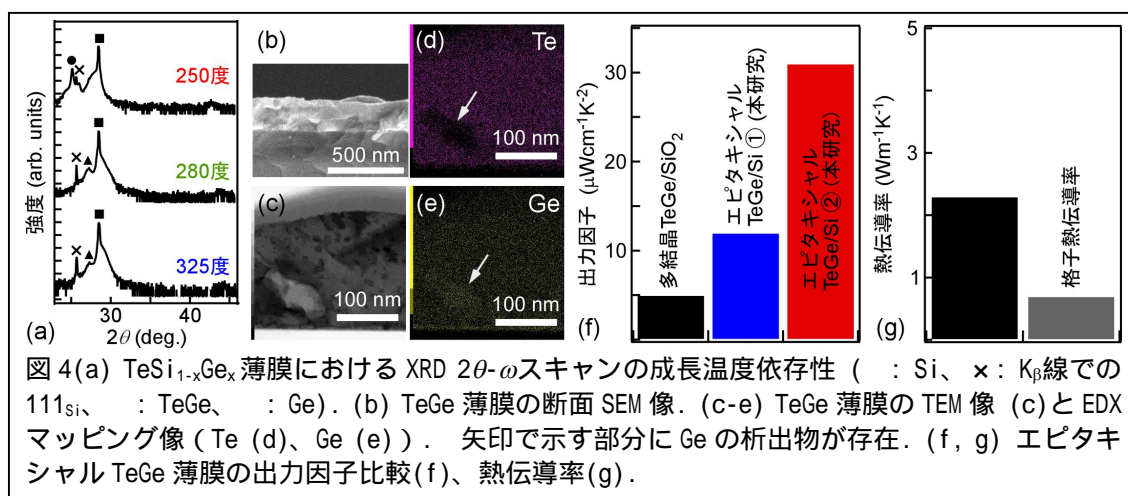 (a)
強度 (arb. units)
250度
280度
325度
● × ■
× ▲ ■
× ▲ ■
30
40
2θ (deg.)
(b)
500 nm
(c)
100 nm
(d)
Te
100 nm
(e)
Ge
100 nm
(f)
出力因子 (μWcm⁻¹K⁻²)
40
30
20
10
多結晶TeGe/SiO₂
エピタキシャル
TeGe/Si ① (本研究)
エピタキシャル
TeGe/Si ② (本研究)
(g)
熱伝導率 (Wm⁻¹K⁻¹)
5
3
1
格子熱伝導率
図 4(a) TeSi₁₋ₓGeₓ 薄膜における XRD 2θ-ωスキャンの成長温度依存性 (　: Si、×: Kβ線での
111Si、　: TeGe、　: Ge). (b) TeGe 薄膜の断面 SEM 像. (c-e) TeGe 薄膜の TEM 像 (c)と EDX
マッピング像 (Te (d)、Ge (e)). 矢印で示す部分に Ge の析出物が存在. (f, g) エピタキ
シャル TeGe 薄膜の出力因子比較(f)、熱伝導率(g).